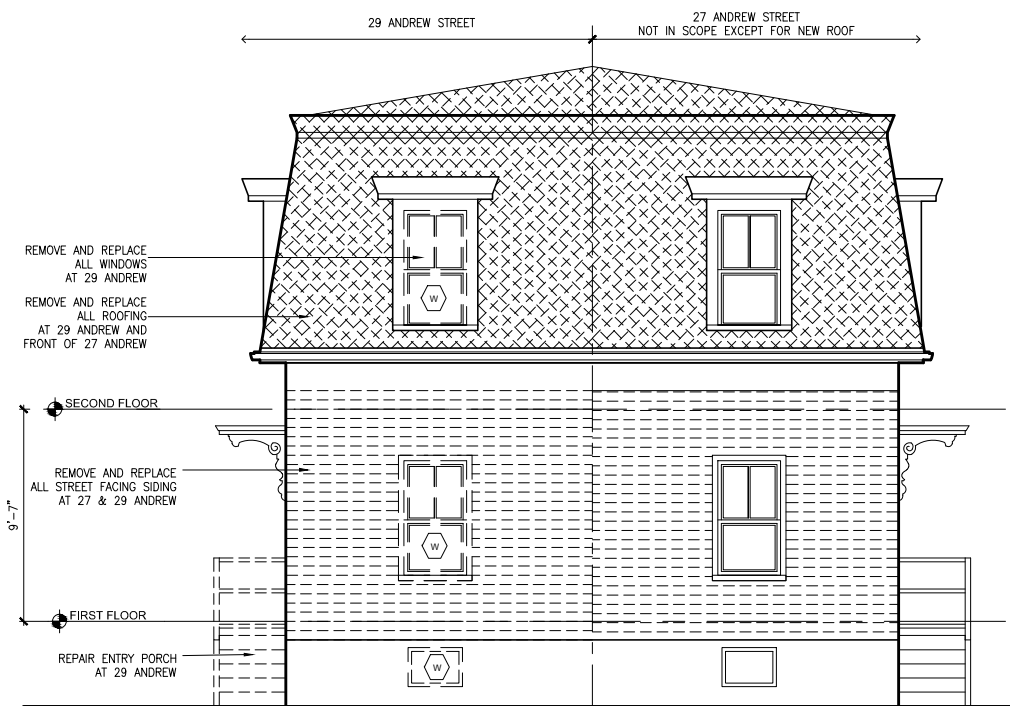 29 ANDREW STREET
27 ANDREW STREET
NOT IN SCOPE EXCEPT FOR NEW ROOF
REMOVE AND REPLACE
ALL WINDOWS
AT 29 ANDREW
W
REMOVE AND REPLACE
ALL ROOFING
AT 29 ANDREW AND
FRONT OF 27 ANDREW
SECOND FLOOR
REMOVE AND REPLACE
ALL STREET FACING SIDING
AT 27 & 29 ANDREW
9'-7"
W
FIRST FLOOR
REPAIR ENTRY PORCH
AT 29 ANDREW
W